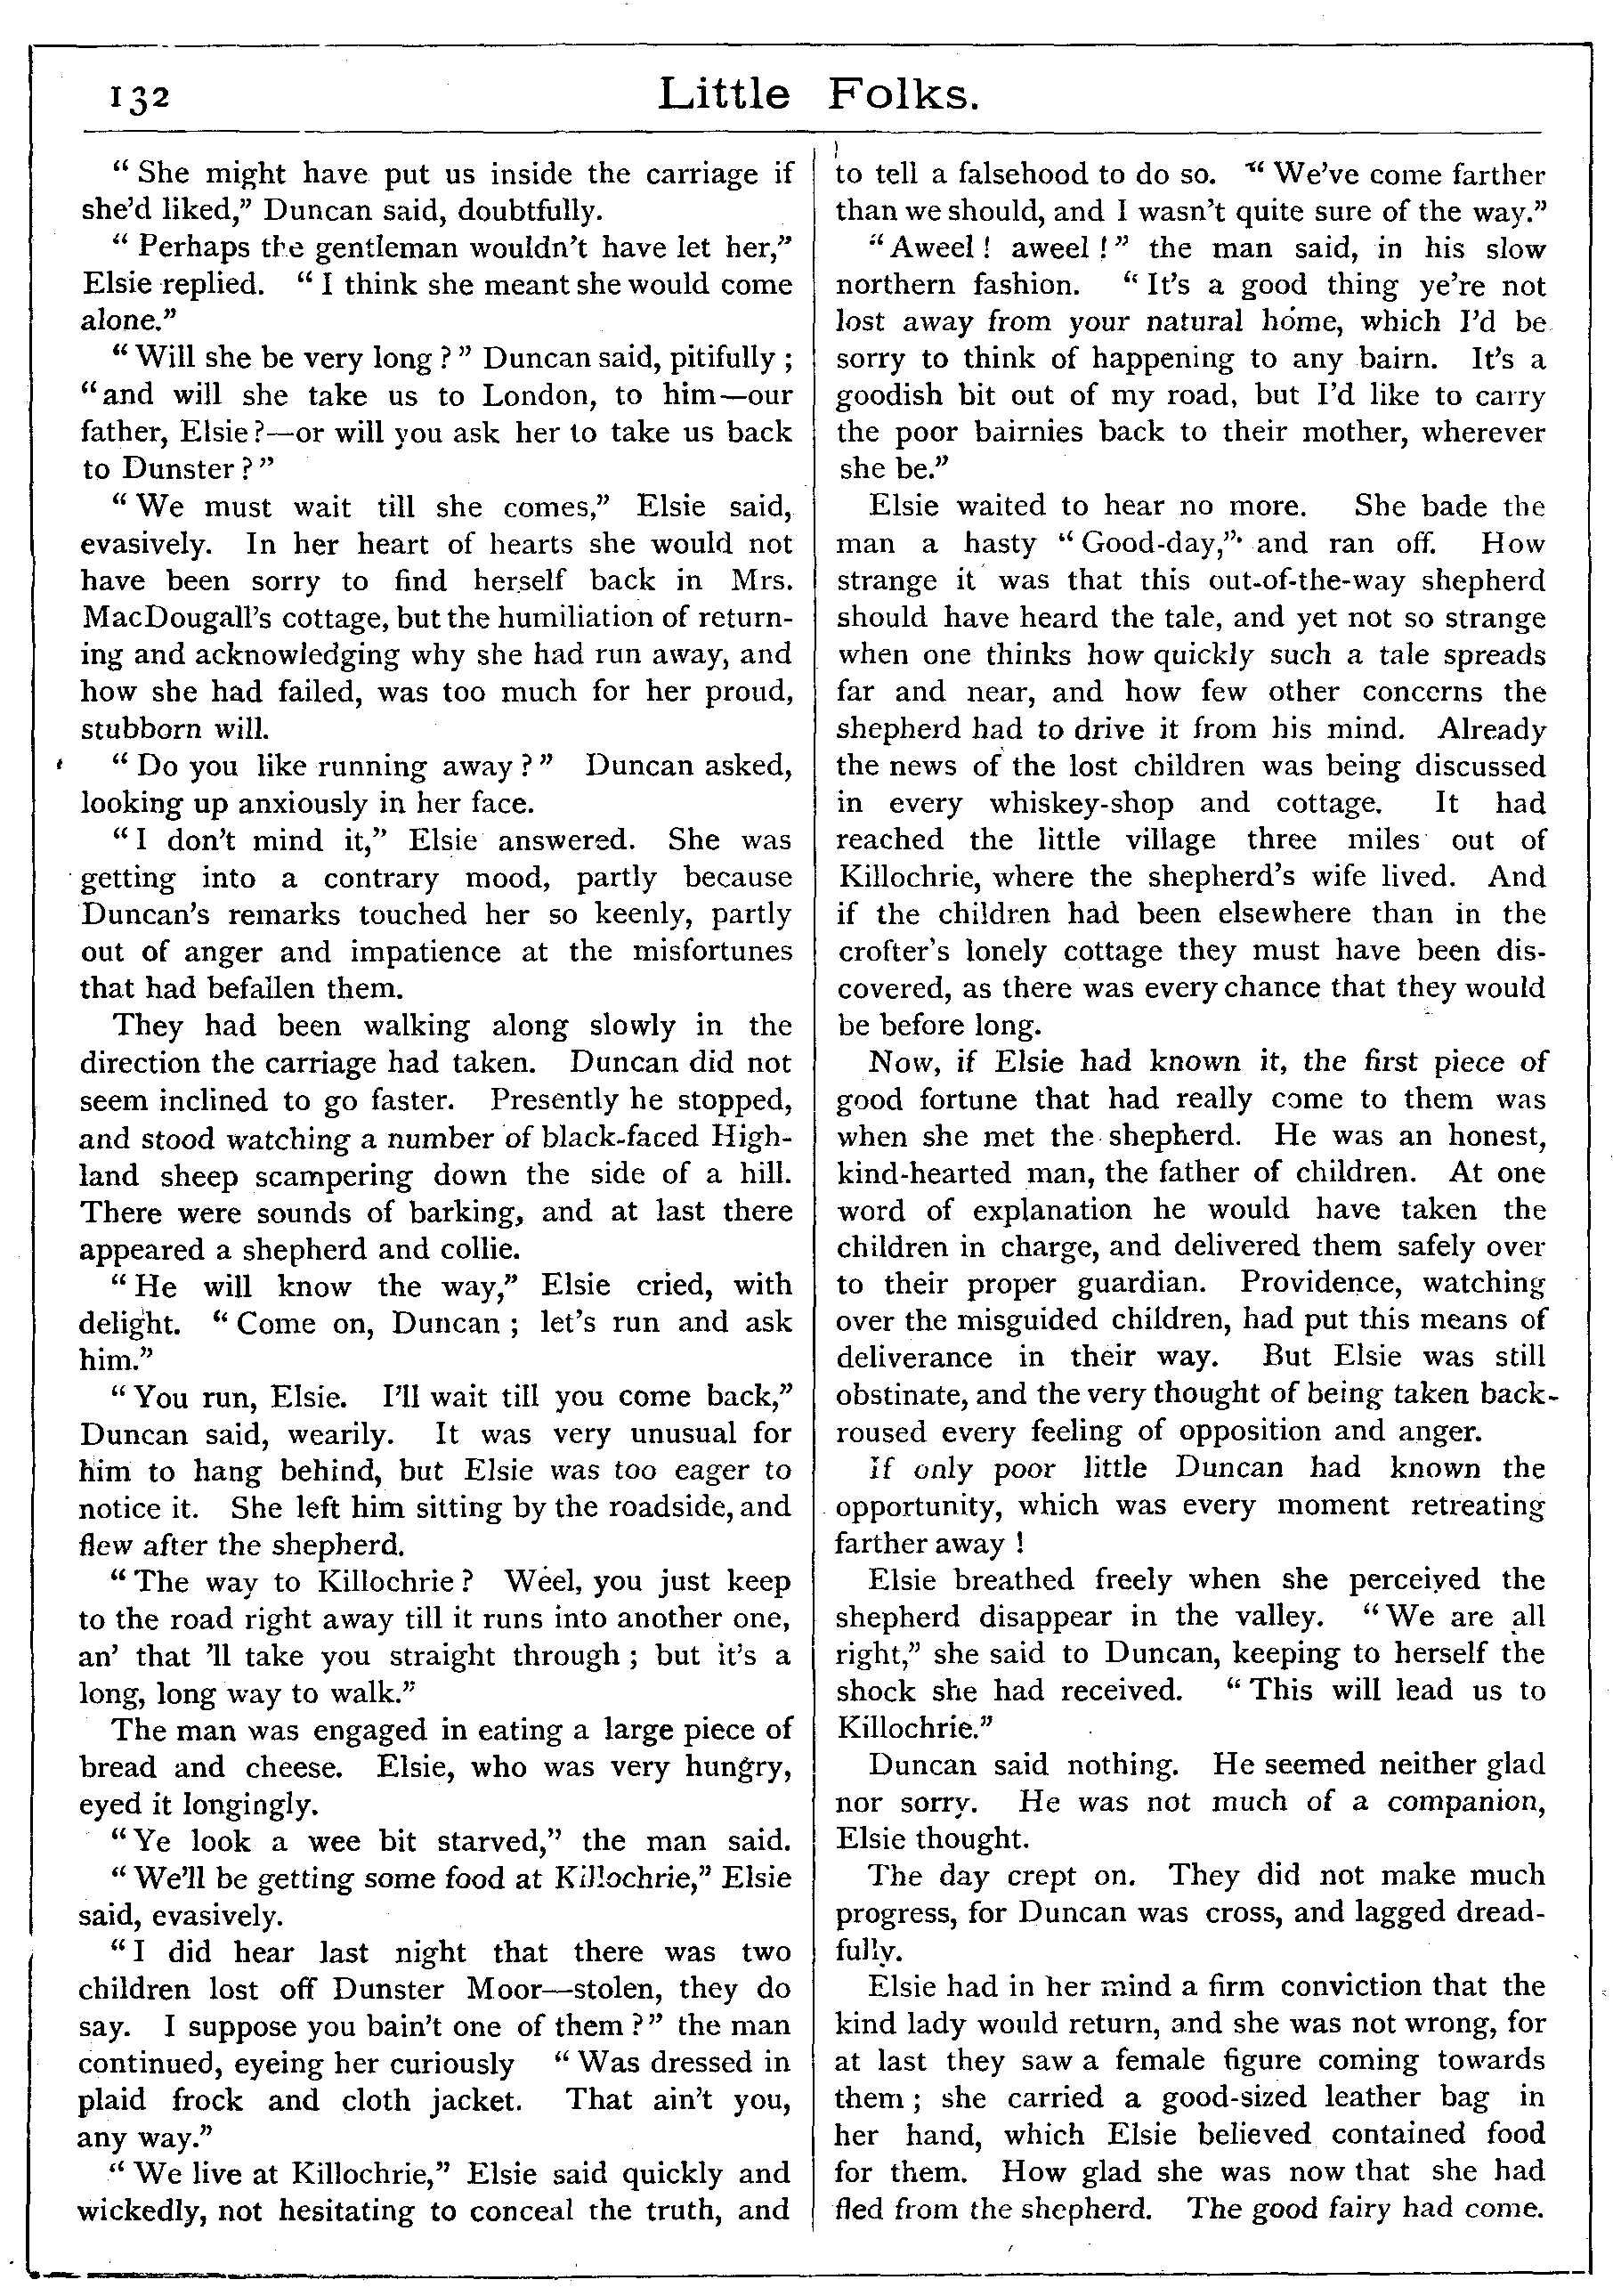 132
Little Folks.
“She might have put us inside the carriage if
she’d liked,” Duncan said, doubtfully.
“Perhaps the gentleman wouldn’t have let her,”
Elsie replied. “I think she meant she would come
alone.”
“Will she be very long?” Duncan said, pitifully;
“and will she take us to London, to him—our
father, Elsie?—or will you ask her to take us back
to Dunster?”
“We must wait till she comes,” Elsie said,
evasively. In her heart of hearts she would not
have been sorry to find herself back in Mrs.
MacDougall’s cottage, but the humiliation of return-
ing and acknowledging why she had run away, and
how she had failed, was too much for her proud,
stubborn will.
“Do you like running away?” Duncan asked,
looking up anxiously in her face.
“I don’t mind it,” Elsie answered. She was
getting into a contrary mood, partly because
Duncan’s remarks touched her so keenly, partly
out of anger and impatience at the misfortunes
that had befallen them.
They had been walking along slowly in the
direction the carriage had taken. Duncan did not
seem inclined to go faster. Presently he stopped,
and stood watching a number of black-faced High-
land sheep scampering down the side of a hill.
There were sounds of barking, and at last there
appeared a shepherd and collie.
“He will know the way,” Elsie cried, with
delight. “Come on, Duncan; let’s run and ask
him.”
“You run, Elsie. I’ll wait till you come back,”
Duncan said, wearily. It was very unusual for
him to hang behind, but Elsie was too eager to
notice it. She left him sitting by the roadside, and
flew after the shepherd.
“The way to Killochrie? Weel, you just keep
to the road right away till it runs into another one,
an’ that ’ll take you straight through; but it’s a
long, long way to walk.”
The man was engaged in eating a large piece of
bread and cheese. Elsie, who was very hungry,
eyed it longingly.
“Ye look a wee bit starved,” the man said.
“We’ll be getting some food at Killochrie,” Elsie
said, evasively.
“I did hear last night that there was two
children lost off Dunster Moor—stolen, they do
say. I suppose you bain’t one of them?” the man
continued, eyeing her curiously “Was dressed in
plaid frock and cloth jacket. That ain’t you,
any way.”
“We live at Killochrie,” Elsie said quickly and
wickedly, not hesitating to conceal the truth, and
to tell a falsehood to do so. “We’ve come farther
than we should, and I wasn’t quite sure of the way.”
“Aweel! aweel!” the man said, in his slow
northern fashion. “It’s a good thing ye’re not
lost away from your natural home, which I’d be
sorry to think of happening to any bairn. It’s a
goodish bit out of my road, but I’d like to carry
the poor bairnies back to their mother, wherever
she be.”
Elsie waited to hear no more. She bade the
man a hasty “Good-day,” and ran off. How
strange it was that this out-of-the-way shepherd
should have heard the tale, and yet not so strange
when one thinks how quickly such a tale spreads
far and near, and how few other concerns the
shepherd had to drive it from his mind. Already
the news of the lost children was being discussed
in every whiskey-shop and cottage. It had
reached the little village three miles out of
Killochrie, where the shepherd’s wife lived. And
if the children had been elsewhere than in the
crofter’s lonely cottage they must have been dis-
covered, as there was every chance that they would
be before long.
Now, if Elsie had known it, the first piece of
good fortune that had really come to them was
when she met the shepherd. He was an honest,
kind-hearted man, the father of children. At one
word of explanation he would have taken the
children in charge, and delivered them safely over
to their proper guardian. Providence, watching
over the misguided children, had put this means of
deliverance in their way. But Elsie was still
obstinate, and the very thought of being taken back-
roused every feeling of opposition and anger.
If only poor little Duncan had known the
opportunity, which was every moment retreating
farther away!
Elsie breathed freely when she perceived the
shepherd disappear in the valley. “We are all
right,” she said to Duncan, keeping to herself the
shock she had received. “This will lead us to
Killochrie.”
Duncan said nothing. He seemed neither glad
nor sorry. He was not much of a companion,
Elsie thought.
The day crept on. They did not make much
progress, for Duncan was cross, and lagged dread-
fully.
Elsie had in her mind a firm conviction that the
kind lady would return, and she was not wrong, for
at last they saw a female figure coming towards
them; she carried a good-sized leather bag in
her hand, which Elsie believed contained food
for them. How glad she was now that she had
fled from the shepherd. The good fairy had come.